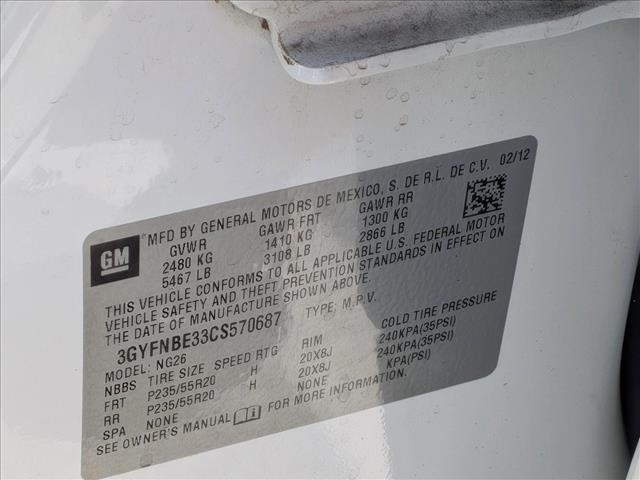 GM
MFD BY GENERAL MOTORS DE MEXICO, S. DE R.L. DE C.V. 02/12
GVWR GAWR FRT GAWR RR
2480 KG 1410 KG 1300 KG
5467 LB 3108 LB 2866 LB
THIS VEHICLE CONFORMS TO ALL APPLICABLE U.S. FEDERAL MOTOR
VEHICLE SAFETY AND THEFT PREVENTION STANDARDS IN EFFECT ON
THE DATE OF MANUFACTURE SHOWN ABOVE.
3GYFNBE33CS570687 TYPE: M.P.V.
MODEL: NG26
NBBS TIRE SIZE SPEED RTG RIM COLD TIRE PRESSURE
FRT P235/55R20 H 20X8J 240KPA(35PSI)
RR P235/55R20 H 20X8J 240KPA(35PSI)
SPA NONE NONE KPA(PSI)
SEE OWNER'S MANUAL FOR MORE INFORMATION.